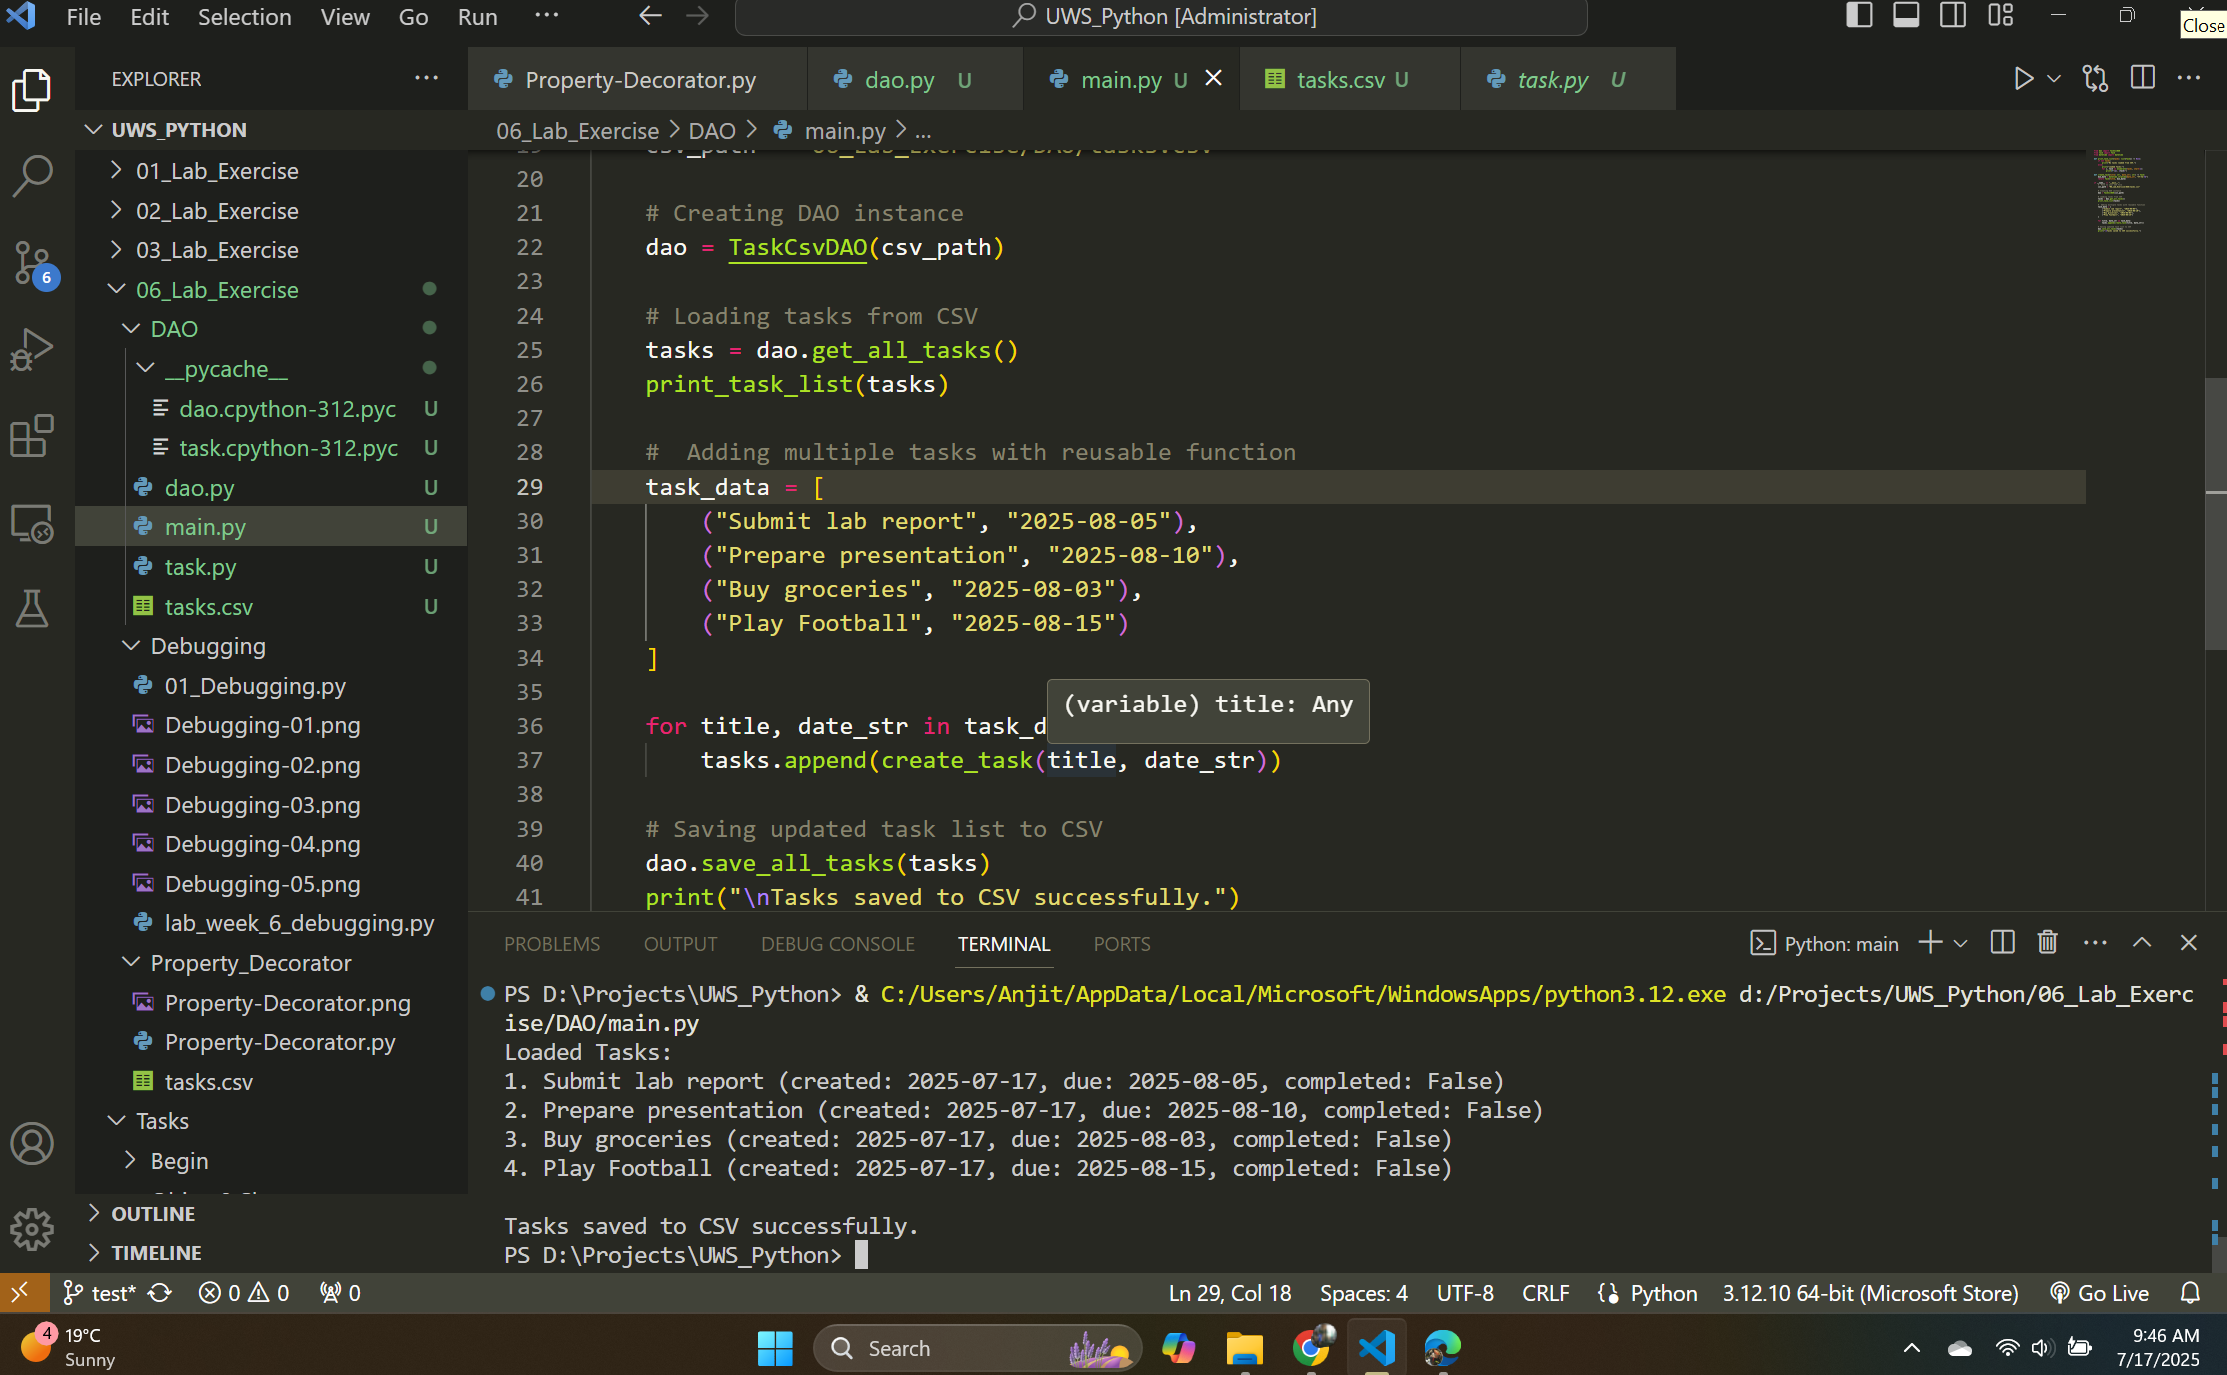 File Edit Selection View Go Run ... UWS_Python [Administrator]
Close
EXPLORER ...
Property-Decorator.py dao.py U main.py U tasks.csv U task.py U
06_Lab_Exercise > DAO > main.py > ...
UWS_PYTHON
01_Lab_Exercise
02_Lab_Exercise
03_Lab_Exercise
06_Lab_Exercise
DAO
__pycache__
dao.cpython-312.pyc U
task.cpython-312.pyc U
dao.py U
main.py U
task.py U
tasks.csv U
Debugging
01_Debugging.py
Debugging-01.png
Debugging-02.png
Debugging-03.png
Debugging-04.png
Debugging-05.png
lab_week_6_debugging.py
Property_Decorator
Property-Decorator.png
Property-Decorator.py
tasks.csv
Tasks
Begin
OUTLINE
TIMELINE
6
20
21 # Creating DAO instance
22 dao = TaskCsvDAO(csv_path)
23
24 # Loading tasks from CSV
25 tasks = dao.get_all_tasks()
26 print_task_list(tasks)
27
28 #  Adding multiple tasks with reusable function
29 task_data = [
30 ("Submit lab report", "2025-08-05"),
31 ("Prepare presentation", "2025-08-10"),
32 ("Buy groceries", "2025-08-03"),
33 ("Play Football", "2025-08-15")
34 ]
35
(variable) title: Any
36 for title, date_str in task_d
37 tasks.append(create_task(title, date_str))
38
39 # Saving updated task list to CSV
40 dao.save_all_tasks(tasks)
41 print("\nTasks saved to CSV successfully.")
PROBLEMS OUTPUT DEBUG CONSOLE TERMINAL PORTS Python: main
PS D:\Projects\UWS_Python> & C:/Users/Anjit/AppData/Local/Microsoft/WindowsApps/python3.12.exe d:/Projects/UWS_Python/06_Lab_Exerc
ise/DAO/main.py
Loaded Tasks:
1. Submit lab report (created: 2025-07-17, due: 2025-08-05, completed: False)
2. Prepare presentation (created: 2025-07-17, due: 2025-08-10, completed: False)
3. Buy groceries (created: 2025-07-17, due: 2025-08-03, completed: False)
4. Play Football (created: 2025-07-17, due: 2025-08-15, completed: False)
Tasks saved to CSV successfully.
PS D:\Projects\UWS_Python>
test* 0 0 0 Ln 29, Col 18 Spaces: 4 UTF-8 CRLF Python 3.12.10 64-bit (Microsoft Store) Go Live
4 19°C
Sunny
Search
9:46 AM
7/17/2025